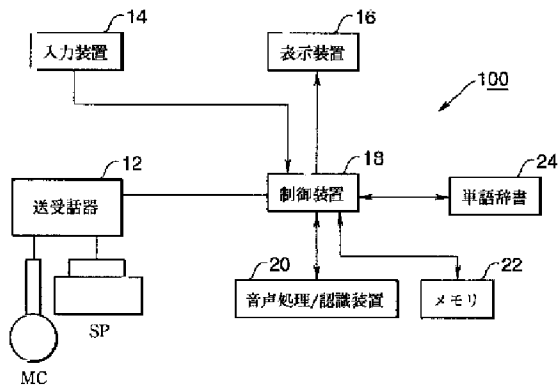 14
入力装置
16
表示装置
100
12
送受話器
18
制御装置
24
単語辞書
20
音声処理/認識装置
22
メモリ
SP
MC